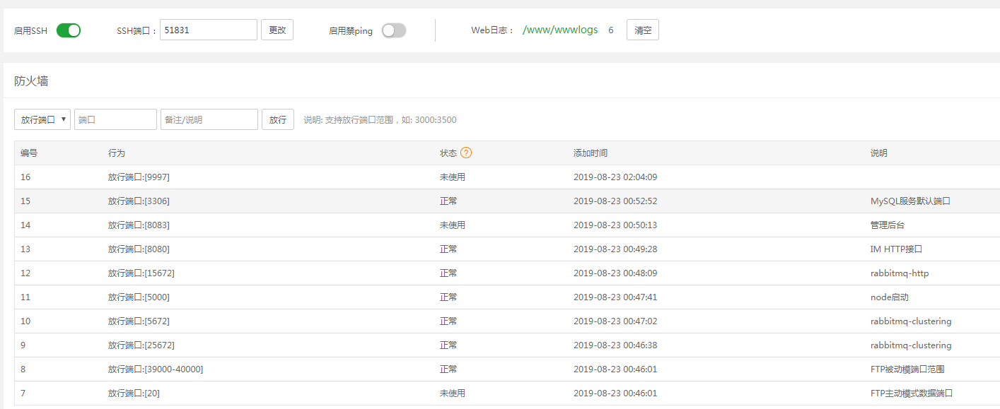 启用SSH SSH端口： 51831 更改 启用禁ping Web日志： /www/wwwlogs 6 清空
防火墙
放行端口 ▼ 端口 备注/说明 放行 说明: 支持放行端口范围，如: 3000:3500
编号 行为 状态 ? 添加时间 说明
16 放行端口:[9997] 未使用 2019-08-23 02:04:09
15 放行端口:[3306] 正常 2019-08-23 00:52:52 MySQL服务默认端口
14 放行端口:[8083] 未使用 2019-08-23 00:50:13 管理后台
13 放行端口:[8080] 正常 2019-08-23 00:49:28 IM HTTP接口
12 放行端口:[15672] 正常 2019-08-23 00:48:09 rabbitmq-http
11 放行端口:[5000] 正常 2019-08-23 00:47:41 node启动
10 放行端口:[5672] 正常 2019-08-23 00:47:02 rabbitmq-clustering
9 放行端口:[25672] 正常 2019-08-23 00:46:38 rabbitmq-clustering
8 放行端口:[39000-40000] 正常 2019-08-23 00:46:01 FTP被动模端口范围
7 放行端口:[20] 未使用 2019-08-23 00:46:01 FTP主动模式数据端口